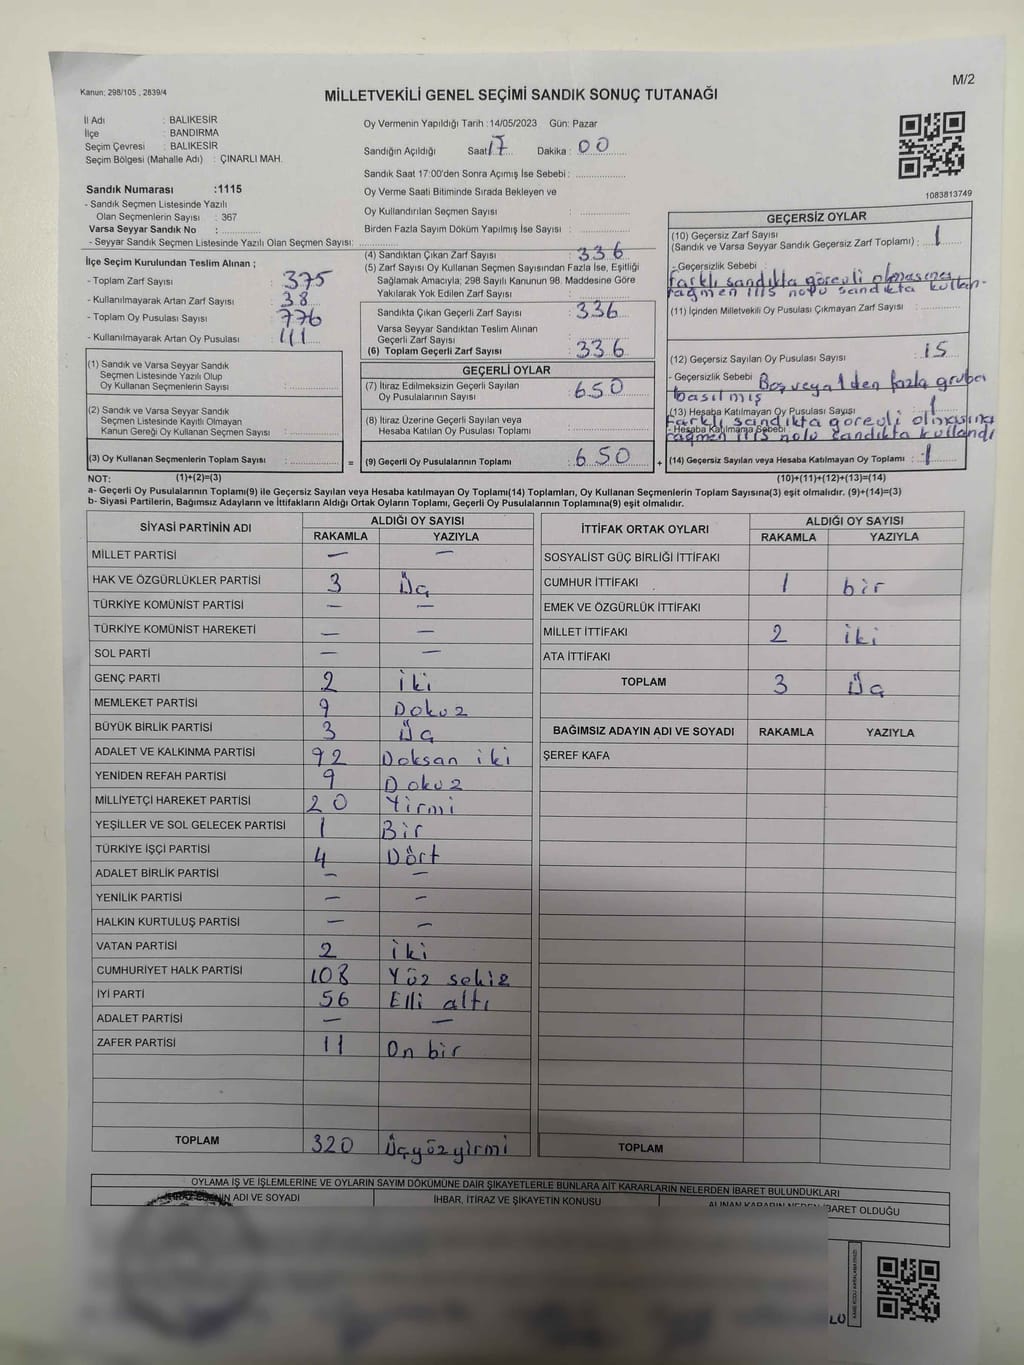 M/2
Kanun: 298/105 , 2839/4
MİLLETVEKİLİ GENEL SEÇİMİ SANDIK SONUÇ TUTANAĞI
İl Adı : BALIKESİR
İlçe : BANDIRMA
Seçim Çevresi : BALIKESİR
Seçim Bölgesi (Mahalle Adı) : ÇINARLI MAH.
Sandık Numarası :1115
- Sandık Seçmen Listesinde Yazılı
Olan Seçmenlerin Sayısı : 367
Varsa Seyyar Sandık No :
- Seyyar Sandık Seçmen Listesinde Yazılı Olan Seçmen Sayısı:
Oy Vermenin Yapıldığı Tarih : 14/05/2023 Gün: Pazar
Sandığın Açıldığı Saat: 17 Dakika : 00
Sandık Saat 17:00'den Sonra Açımış İse Sebebi :
Oy Verme Saati Bitiminde Sırada Bekleyen ve
Oy Kullandırılan Seçmen Sayısı :
Birden Fazla Sayım Döküm Yapılmış İse Sayısı :
1083813749
İlçe Seçim Kurulundan Teslim Alınan ;
- Toplam Zarf Sayısı : 375
- Kullanılmayarak Artan Zarf Sayısı : 38
- Toplam Oy Pusulası Sayısı : 776
- Kullanılmayarak Artan Oy Pusulası : 111
(1) Sandık ve Varsa Seyyar Sandık
Seçmen Listesinde Yazılı Olup
Oy Kullanan Seçmenlerin Sayısı :
(2) Sandık ve Varsa Seyyar Sandık
Seçmen Listesinde Kayıtlı Olmayan
Kanun Gereği Oy Kullanan Seçmen Sayısı :
(3) Oy Kullanan Seçmenlerin Toplam Sayısı :
(4) Sandıktan Çıkan Zarf Sayısı : 336
(5) Zarf Sayısı Oy Kullanan Seçmen Sayısından Fazla İse, Eşitliği
Sağlamak Amacıyla; 298 Sayılı Kanunun 98. Maddesine Göre
Yakılarak Yok Edilen Zarf Sayısı :
Sandıkta Çıkan Geçerli Zarf Sayısı : 336
Varsa Seyyar Sandıktan Teslim Alınan
Geçerli Zarf Sayısı :
(6) Toplam Geçerli Zarf Sayısı : 336
GEÇERLİ OYLAR
(7) İtiraz Edilmeksizin Geçerli Sayılan
Oy Pusulasının Sayısı : 650
(8) İtiraz Üzerine Geçerli Sayılan veya
Hesaba Katılan Oy Pusulası Toplamı :
= (9) Geçerli Oy Pusulalarının Toplamı : 650
GEÇERSİZ OYLAR
(10) Geçersiz Zarf Sayısı
(Sandık ve Varsa Seyyar Sandık Geçersiz Zarf Toplamı) : 1
- Geçersizlik Sebebi :
Farklı sandıkta görevli olmasına
rağmen 1115 nolu sandıkta kullan-
(11) İçinden Milletvekili Oy Pusulası Çıkmayan Zarf Sayısı :
(12) Geçersiz Sayılan Oy Pusulası Sayısı : 15
- Geçersizlik Sebebi : Boş veya 1 den fazla gruba
basılmış
(13) Hesaba Katılmayan Oy Pusulası Sayısı : 1
Farklı sandıkta görevli olmasına
- Hesaba Katılmama Sebebi :
rağmen 1115 nolu sandıkta kullandı
+ (14) Geçersiz Sayılan veya Hesaba Katılmayan Oy Toplamı : 1
NOT: (1)+(2)=(3) (10)+(11)+(12)+(13)=(14)
a- Geçerli Oy Pusulalarının Toplamı(9) ile Geçersiz Sayılan veya Hesaba katılmayan Oy Toplamı(14) Toplamları, Oy Kullanan Seçmenlerin Toplam Sayısına(3) eşit olmalıdır. (9)+(14)=(3)
b- Siyasi Partilerin, Bağımsız Adayların ve İttifakların Aldığı Ortak Oyların Toplamı, Geçerli Oy Pusulalarının Toplamına(9) eşit olmalıdır.
SİYASİ PARTİNİN ADI ALDIĞI OY SAYISI
RAKAMLA YAZIYLA
MİLLET PARTİSİ — —
HAK VE ÖZGÜRLÜKLER PARTİSİ 3 Üç
TÜRKİYE KOMÜNİST PARTİSİ — —
TÜRKİYE KOMÜNİST HAREKETİ — —
SOL PARTİ — —
GENÇ PARTİ 2 iki
MEMLEKET PARTİSİ 9 Dokuz
BÜYÜK BİRLİK PARTİSİ 3 Üç
ADALET VE KALKINMA PARTİSİ 92 Doksan iki
YENİDEN REFAH PARTİSİ 9 Dokuz
MİLLİYETÇİ HAREKET PARTİSİ 20 Yirmi
YEŞİLLER VE SOL GELECEK PARTİSİ 1 Bir
TÜRKİYE İŞÇİ PARTİSİ 4 Dört
ADALET BİRLİK PARTİSİ — —
YENİLİK PARTİSİ — —
HALKIN KURTULUŞ PARTİSİ — —
VATAN PARTİSİ 2 iki
CUMHURİYET HALK PARTİSİ 108 Yüz sekiz
İYİ PARTİ 56 Elli altı
ADALET PARTİSİ — —
ZAFER PARTİSİ 11 On bir
TOPLAM 320 Üçyüzyirmi
İTTİFAK ORTAK OYLARI ALDIĞI OY SAYISI
RAKAMLA YAZIYLA
SOSYALİST GÜÇ BİRLİĞİ İTTİFAKI
CUMHUR İTTİFAKI 1 bir
EMEK VE ÖZGÜRLÜK İTTİFAKI
MİLLET İTTİFAKI 2 iki
ATA İTTİFAKI
TOPLAM 3 Üç
BAĞIMSIZ ADAYIN ADI VE SOYADI RAKAMLA YAZIYLA
ŞEREF KAFA
TOPLAM
OYLAMA İŞ VE İŞLEMLERİNE VE OYLARIN SAYIM DÖKÜMÜNE DAİR ŞİKAYETLERLE BUNLARA AİT KARARLARIN NELERDEN İBARET BULUNDUKLARI
ADI VE SOYADI İHBAR, İTİRAZ VE ŞİKAYETİN KONUSU ALINAN KARARIN NEDEN İBARET OLDUĞU